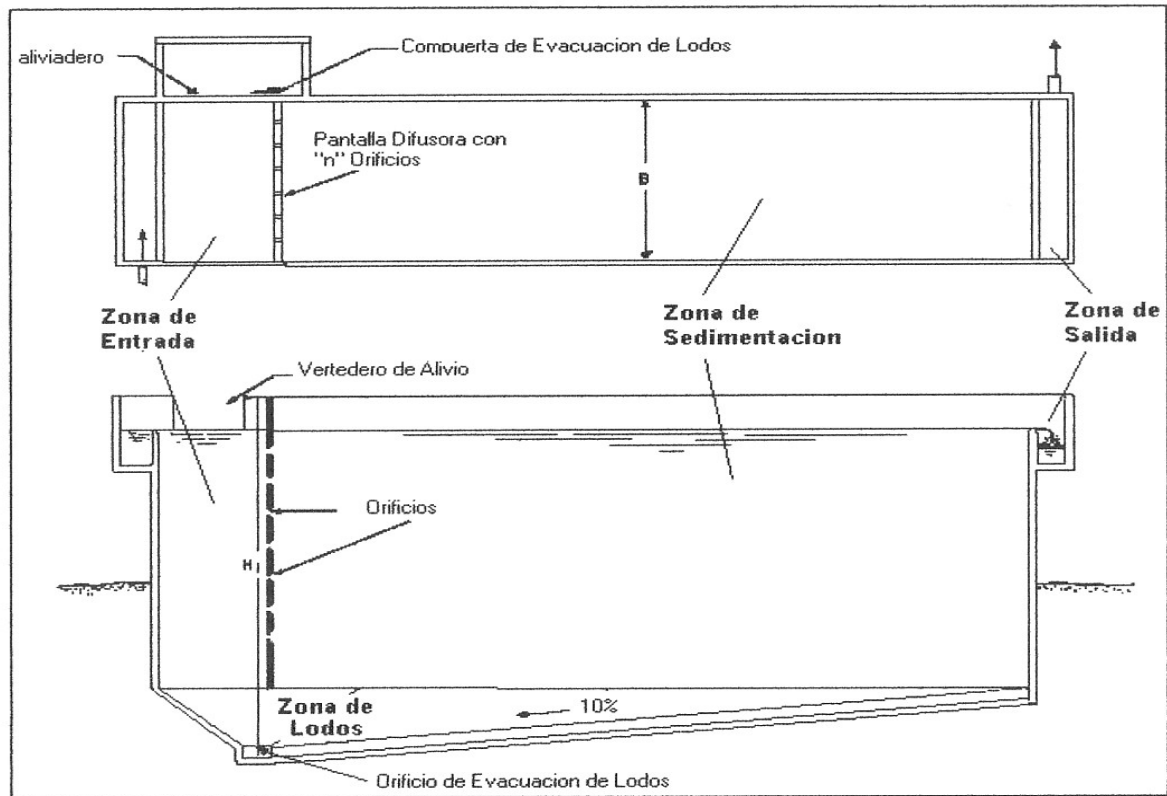 aliviadero
Compuerta de Evacuacion de Lodos
Pantalla Difusora con
"n" Orificios
B
Zona de
Entrada
Zona de
Sedimentacion
Zona de
Salida
Vertedero de Alivio
Orificios
H₁
Zona de
Lodos
10%
Orificio de Evacuacion de Lodos